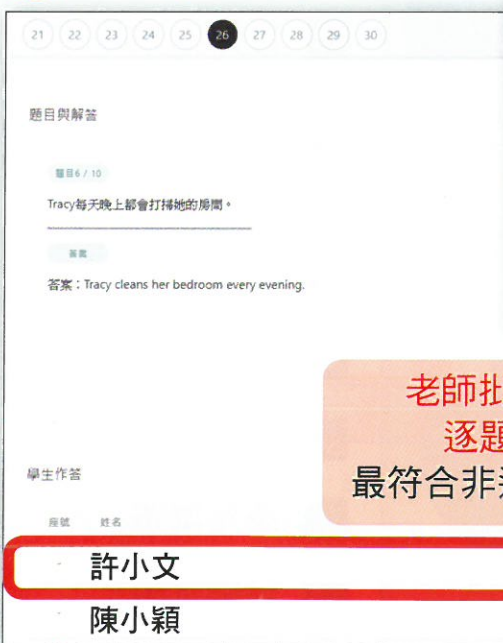 21 22 23 24 25 26 27 28 29 30
題目與解答
題目6 / 10
Tracy每天晚上都會打掃她的房間。
答案
答案：Tracy cleans her bedroom every evening.
老師批
逐題
最符合非
學生作答
座號 姓名
許小文
陳小穎